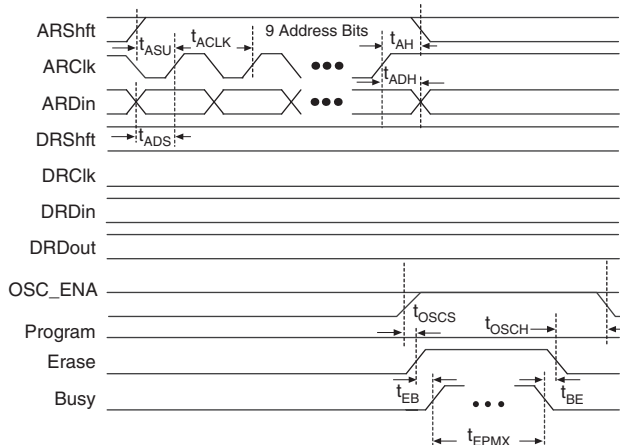 ARShft
9 Address Bits
tASU
tACLK
tAH
ARClk
tADH
ARDin
tADS
DRShft
DRClk
DRDin
DRDout
OSC_ENA
tOSCS
tOSCH
Program
Erase
tEB
tBE
Busy
tEPMX